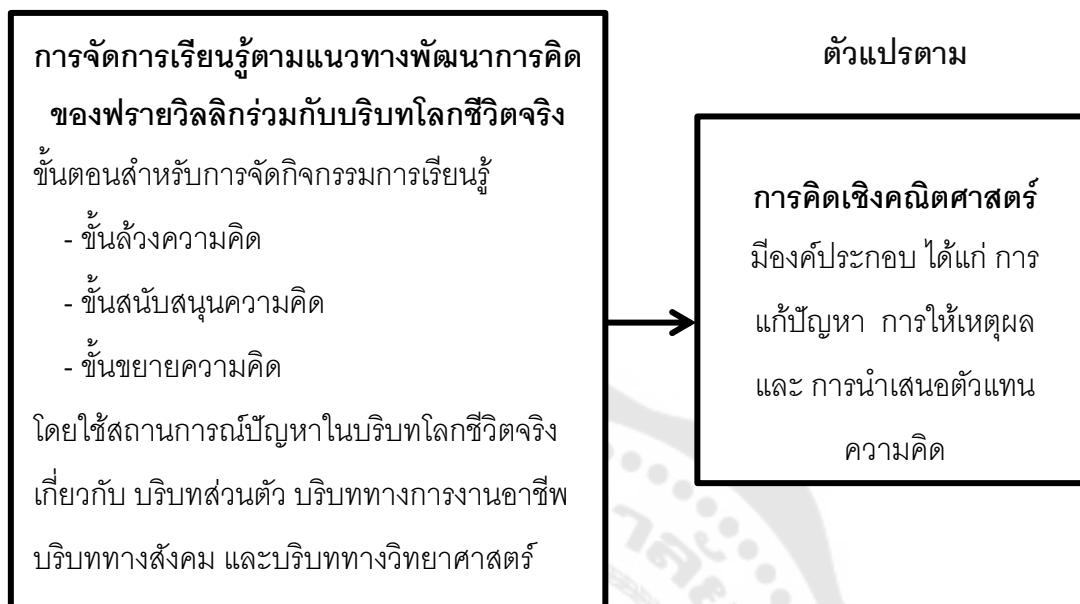 การจัดการเรียนรู้ตามแนวทางพัฒนาการคิด
ของฟรายวิลลิกร่วมกับบริบทโลกชีวิตจริง
ขั้นตอนสำหรับการจัดกิจกรรมการเรียนรู้
- ขั้นล้วงความคิด
- ขั้นสนับสนุนความคิด
- ขั้นขยายความคิด
โดยใช้สถานการณ์ปัญหาในบริบทโลกชีวิตจริง
เกี่ยวกับ บริบทส่วนตัว บริบททางการงานอาชีพ
บริบททางสังคม และบริบททางวิทยาศาสตร์
ตัวแปรตาม
การคิดเชิงคณิตศาสตร์
มีองค์ประกอบ ได้แก่ การ
แก้ปัญหา การให้เหตุผล
และ การนำเสนอตัวแทน
ความคิด